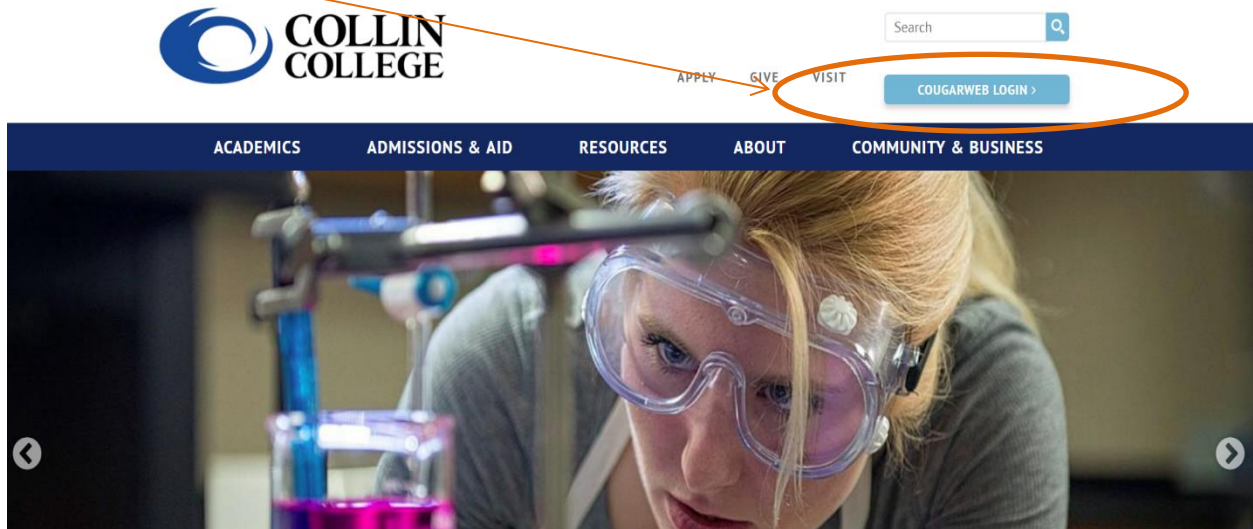 COLLIN
COLLEGE
Search
APPLY GIVE VISIT
COUGARWEB LOGIN >
ACADEMICS ADMISSIONS & AID RESOURCES ABOUT COMMUNITY & BUSINESS